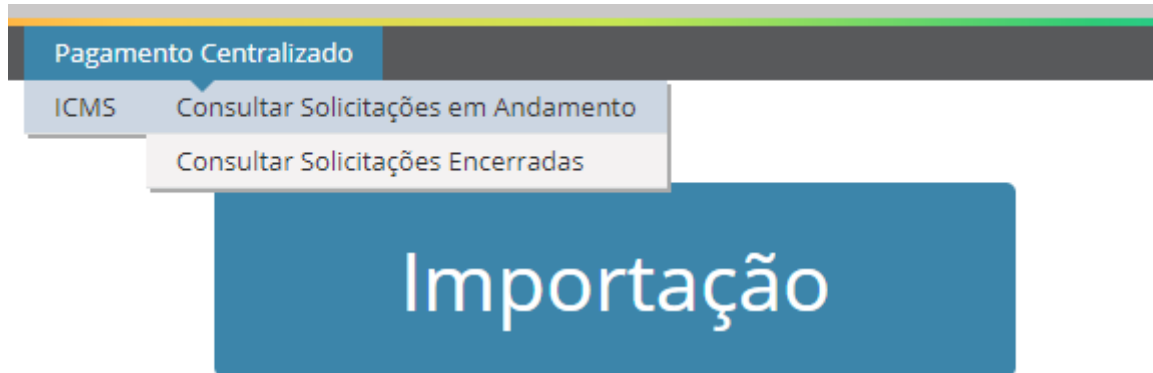 Pagamento Centralizado
ICMS Consultar Solicitações em Andamento
Consultar Solicitações Encerradas
Importação